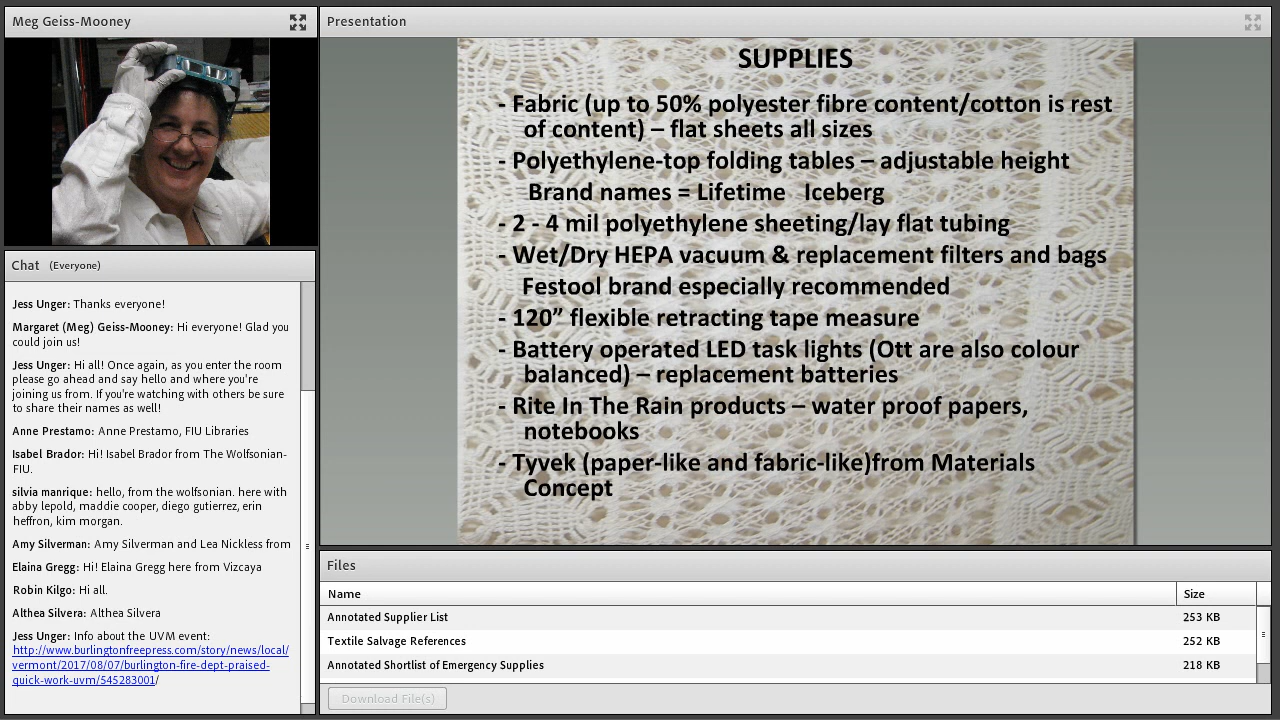 Meg Geiss-Mooney
Presentation
SUPPLIES
- Fabric (up to 50% polyester fibre content/cotton is rest
of content) – flat sheets all sizes
- Polyethylene-top folding tables – adjustable height
Brand names = Lifetime Iceberg
- 2 - 4 mil polyethylene sheeting/lay flat tubing
- Wet/Dry HEPA vacuum & replacement filters and bags
Festool brand especially recommended
- 120” flexible retracting tape measure
- Battery operated LED task lights (Ott are also colour
balanced) – replacement batteries
- Rite In The Rain products – water proof papers,
notebooks
- Tyvek (paper-like and fabric-like)from Materials
Concept
Chat (Everyone)
Jess Unger: Thanks everyone!
Margaret (Meg) Geiss-Mooney: Hi everyone! Glad you
could join us!
Jess Unger: Hi all! Once again, as you enter the room
please go ahead and say hello and where you're
joining us from. If you're watching with others be sure
to share their names as well!
Anne Prestamo: Anne Prestamo, FIU Libraries
Isabel Brador: Hi! Isabel Brador from The Wolfsonian-
FIU.
silvia manrique: hello, from the wolfsonian. here with
abby lepold, maddie cooper, diego gutierrez, erin
heffron, kim morgan.
Amy Silverman: Amy Silverman and Lea Nickless from
Elaina Gregg: Hi! Elaina Gregg here from Vizcaya
Robin Kilgo: Hi all.
Althea Silvera: Althea Silvera
Jess Unger: Info about the UVM event:
http://www.burlingtonfreepress.com/story/news/local/
vermont/2017/08/07/burlington-fire-dept-praised-
quick-work-uvm/545283001/
Files
Name Size
Annotated Supplier List 253 KB
Textile Salvage References 252 KB
Annotated Shortlist of Emergency Supplies 218 KB
Download File(s)